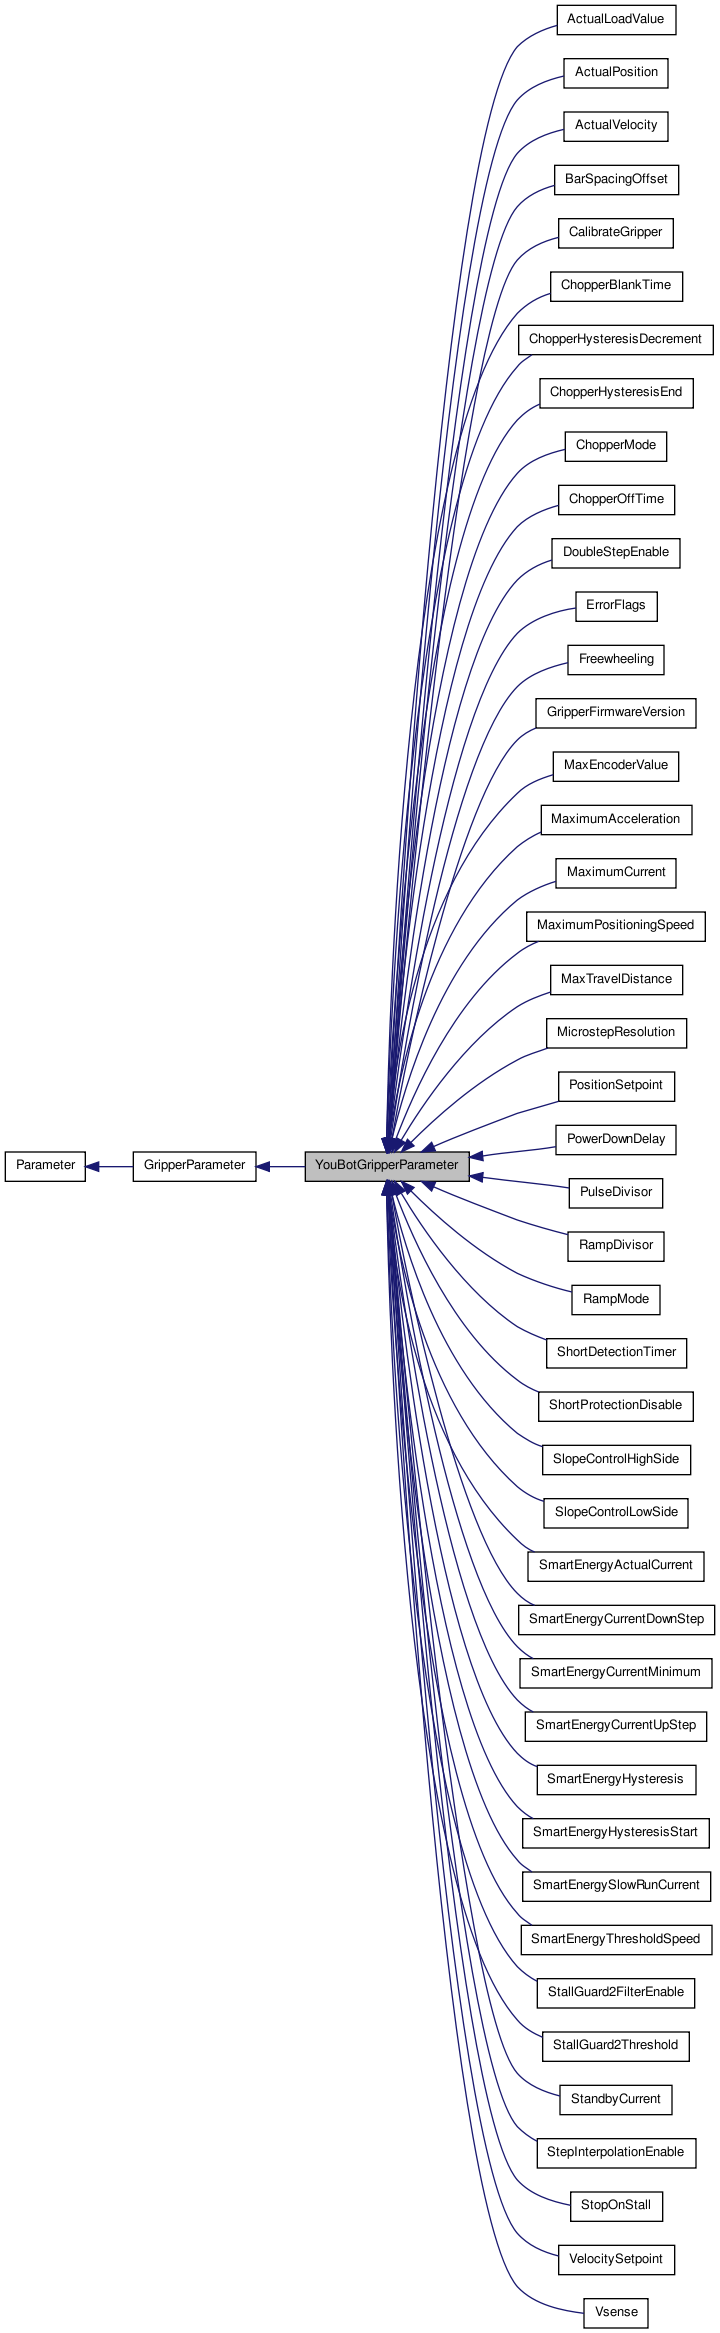 ActualLoadValue
ActualPosition
ActualVelocity
BarSpacingOffset
CalibrateGripper
ChopperBlankTime
ChopperHysteresisDecrement
ChopperHysteresisEnd
ChopperMode
ChopperOffTime
DoubleStepEnable
ErrorFlags
Freewheeling
GripperFirmwareVersion
MaxEncoderValue
MaximumAcceleration
MaximumCurrent
MaximumPositioningSpeed
MaxTravelDistance
MicrostepResolution
PositionSetpoint
PowerDownDelay
Parameter GripperParameter YouBotGripperParameter
PulseDivisor
RampDivisor
RampMode
ShortDetectionTimer
ShortProtectionDisable
SlopeControlHighSide
SlopeControlLowSide
SmartEnergyActualCurrent
SmartEnergyCurrentDownStep
SmartEnergyCurrentMinimum
SmartEnergyCurrentUpStep
SmartEnergyHysteresis
SmartEnergyHysteresisStart
SmartEnergySlowRunCurrent
SmartEnergyThresholdSpeed
StallGuard2FilterEnable
StallGuard2Threshold
StandbyCurrent
StepInterpolationEnable
StopOnStall
VelocitySetpoint
Vsense